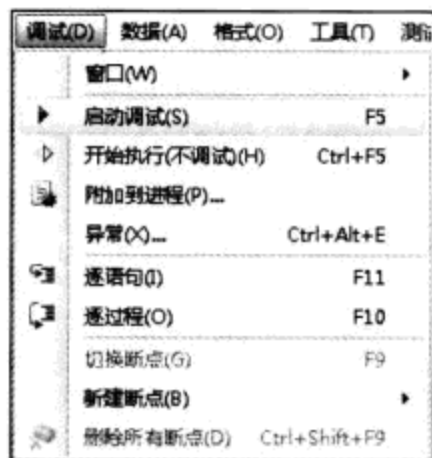 调试(D) 数据(A) 格式(O) 工具(T) 测试
窗口(W)
启动调试(S) F5
开始执行(不调试)(H) Ctrl+F5
附加到进程(P)...
异常(X)... Ctrl+Alt+E
逐语句(I) F11
逐过程(O) F10
切换断点(G) F9
新建断点(B)
删除所有断点(D) Ctrl+Shift+F9